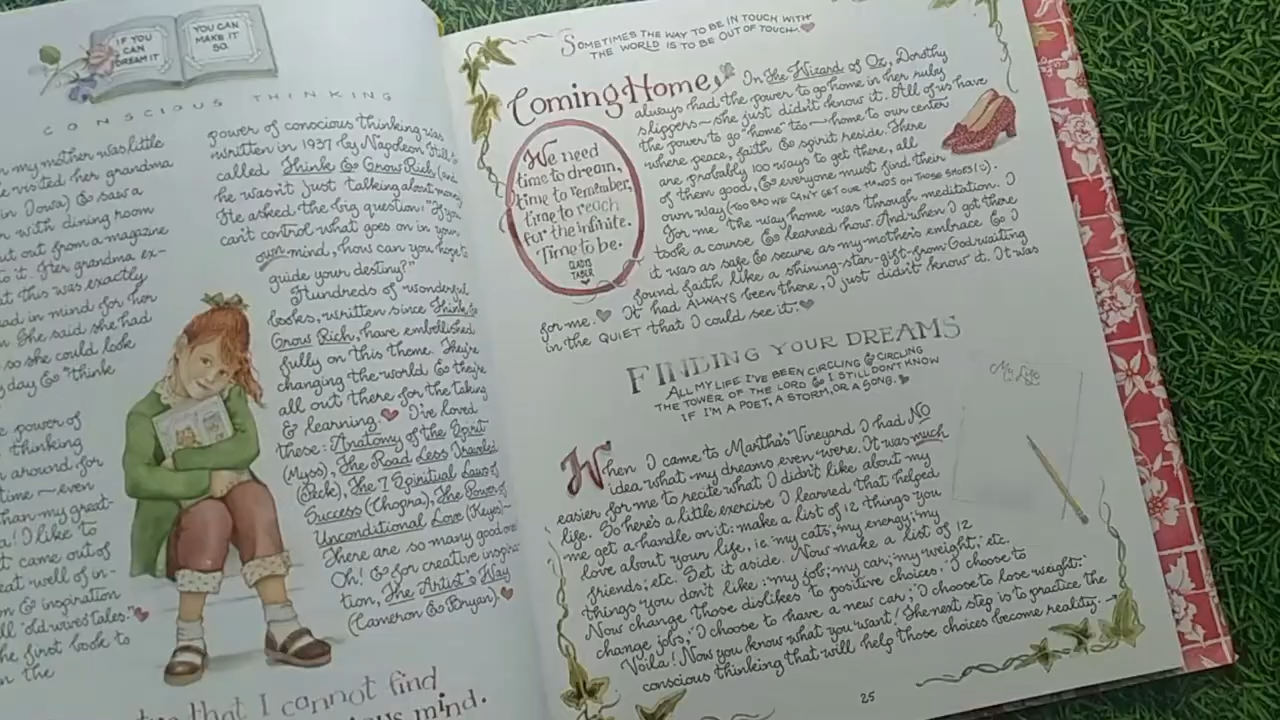 IF YOU
CAN
DREAM IT
YOU CAN
MAKE IT
SO.
CONSCIOUS THINKING
my mother was little
visited her grandma
in Iowa) & saw a
with dining room
out from a magazine
to it. Her grandma ex-
this was exactly
had in mind for her
She said she had
so she could look
day & "think
power of
thinking
around for
time ~ even
than my great-
I like to
came out of
great well of in-
& inspiration
"old wives tales." ♥
first book to
the
power of conscious thinking was
written in 1937 by Napoleon Hill &
called Think & Grow Rich (and
he wasn't just talking about money)
He asked the big question: "If you
can't control what goes on in your
own mind, how can you hope to
guide your destiny?"
Hundreds of wonderful
books, written since Think &
Grow Rich, have embellished
fully on this theme. They're
changing the world & they're
all out there for the taking
& learning. ♥ I've loved
these: Anatomy of the Spirit
(Myss), The Road Less Traveled
(Peck), The 7 Spiritual Laws of
Success (Chopra), The Power of
Unconditional Love (Keyes) ~
There are so many good ones
Oh! & for creative inspira-
tion, The Artist's Way
(Cameron & Bryan). ♥
that I cannot find
mind.
SOMETIMES THE WAY TO BE IN TOUCH WITH
THE WORLD IS TO BE OUT OF TOUCH. ♥
Coming Home
We need
time to dream,
time to remember,
time to reach
for the infinite.
Time to be.
GLADYS
TABER
♥
In The Wizard of Oz, Dorothy
always had the power to go home in her ruby
slippers ~ she just didn't know it. All of us have
the power to go "home" too ~ home to our center
where peace, faith & spirit reside. There
are probably 100 ways to get there, all
of them good, & everyone must find their
own way (TOO BAD WE CAN'T GET OUR HANDS ON THOSE SHOES!☺).
For me the way home was through meditation. I
took a course & learned how. And when I got there
it was as safe & secure as my mother's embrace & I
found faith like a shining-star-gift-from God waiting
for me. ♥ It had ALWAYS been there, I just didn't know it. It was
in the QUIET that I could see it. ♥
FINDING YOUR DREAMS
ALL MY LIFE I'VE BEEN CIRCLING & CIRCLING
THE TOWER OF THE LORD & I STILL DON'T KNOW
IF I'M A POET, A STORM, OR A SONG. ♥
My Life
When I came to Martha's Vineyard I had NO
idea what my dreams even were. It was much
easier for me to recite what I didn't like about my
life. So here's a little exercise I learned that helped
me get a handle on it: make a list of 12 things you
love about your life, ie. my cats; my energy; my
friends; etc. Set it aside. Now make a list of 12
things you don't like: "my job; my car; my weight;" etc.
Now change those dislikes to positive choices. "I choose to
change jobs," "I choose to have a new car;" "I choose to lose weight."
Voila! Now you know what you want! The next step is to practice the
conscious thinking that will help those choices become reality. →
25